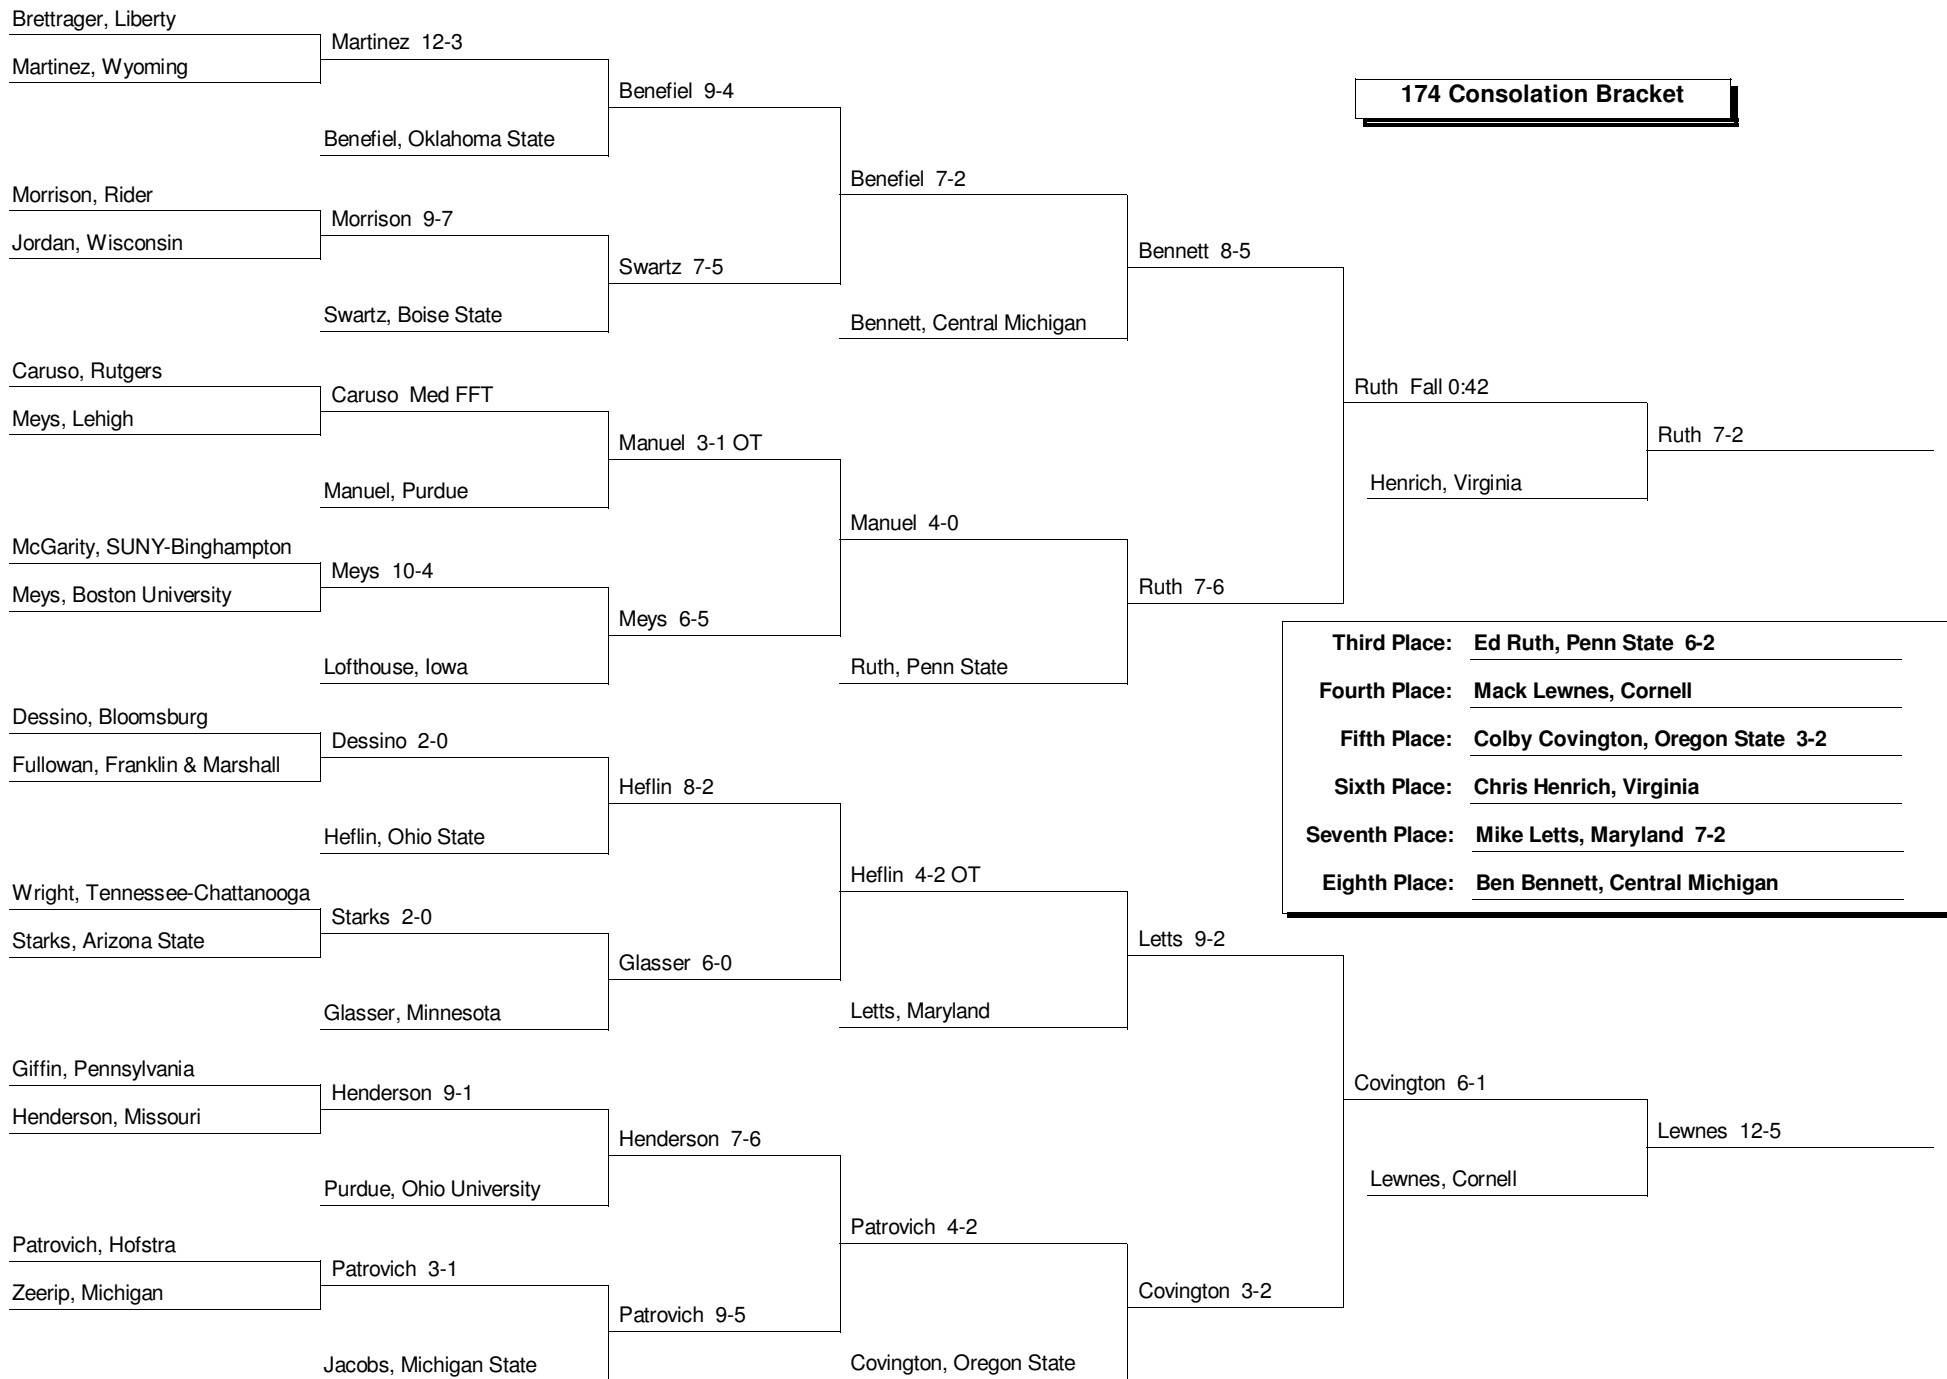 Brettrager, Liberty
Martinez, Wyoming
Martinez 12-3
Benefiel, Oklahoma State
Benefiel 9-4
Morrison, Rider
Jordan, Wisconsin
Morrison 9-7
Swartz, Boise State
Swartz 7-5
Benefiel 7-2
Bennett, Central Michigan
Bennett 8-5
174 Consolation Bracket
Caruso, Rutgers
Meys, Lehigh
Caruso Med FFT
Manuel, Purdue
Manuel 3-1 OT
McGarity, SUNY-Binghampton
Meys, Boston University
Meys 10-4
Lofthouse, Iowa
Meys 6-5
Manuel 4-0
Ruth, Penn State
Ruth 7-6
Ruth Fall 0:42
Henrich, Virginia
Ruth 7-2
Third Place: Ed Ruth, Penn State 6-2
Fourth Place: Mack Lewnes, Cornell
Fifth Place: Colby Covington, Oregon State 3-2
Sixth Place: Chris Henrich, Virginia
Seventh Place: Mike Letts, Maryland 7-2
Eighth Place: Ben Bennett, Central Michigan
Dessino, Bloomsburg
Fullowan, Franklin & Marshall
Dessino 2-0
Heflin, Ohio State
Heflin 8-2
Wright, Tennessee-Chattanooga
Starks, Arizona State
Starks 2-0
Glasser, Minnesota
Glasser 6-0
Heflin 4-2 OT
Letts, Maryland
Letts 9-2
Giffin, Pennsylvania
Henderson, Missouri
Henderson 9-1
Purdue, Ohio University
Henderson 7-6
Patrovich, Hofstra
Zeerip, Michigan
Patrovich 3-1
Jacobs, Michigan State
Patrovich 9-5
Patrovich 4-2
Covington, Oregon State
Covington 3-2
Covington 6-1
Lewnes, Cornell
Lewnes 12-5